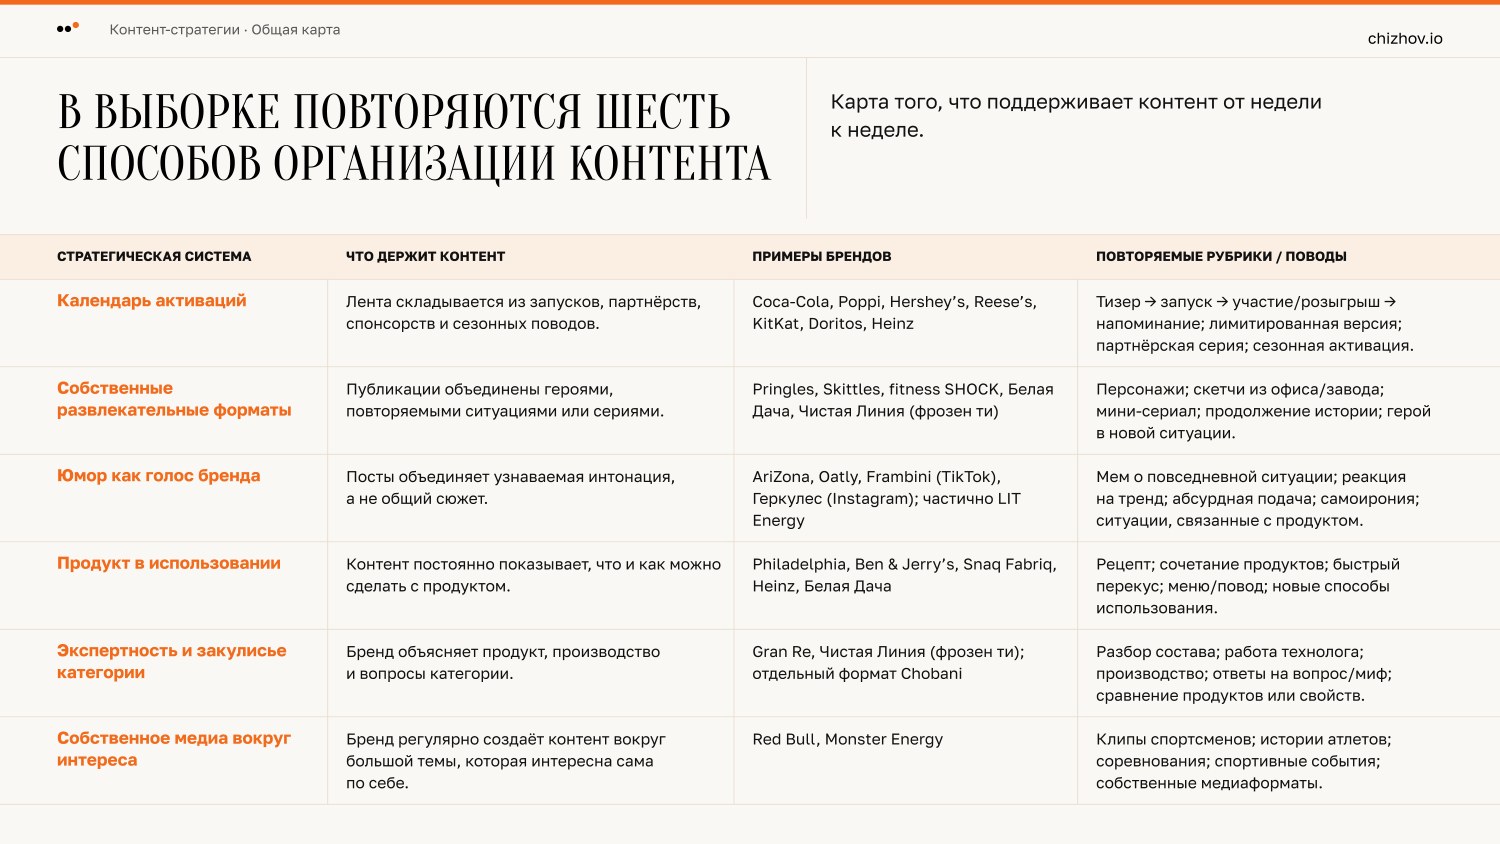 Контент-стратегии · Общая карта
chizhov.io
В ВЫБОРКЕ ПОВТОРЯЮТСЯ ШЕСТЬ
СПОСОБОВ ОРГАНИЗАЦИИ КОНТЕНТА
Карта того, что поддерживает контент от недели
к неделе.
СТРАТЕГИЧЕСКАЯ СИСТЕМА
ЧТО ДЕРЖИТ КОНТЕНТ
ПРИМЕРЫ БРЕНДОВ
ПОВТОРЯЕМЫЕ РУБРИКИ / ПОВОДЫ
Календарь активаций
Лента складывается из запусков, партнёрств,
спонсорств и сезонных поводов.
Coca-Cola, Poppi, Hershey’s, Reese’s,
KitKat, Doritos, Heinz
Тизер → запуск → участие/розыгрыш →
напоминание; лимитированная версия;
партнёрская серия; сезонная активация.
Собственные
развлекательные форматы
Публикации объединены героями,
повторяемыми ситуациями или сериями.
Pringles, Skittles, fitness SHOCK, Белая
Дача, Чистая Линия (фрозен ти)
Персонажи; скетчи из офиса/завода;
мини-сериал; продолжение истории; герой
в новой ситуации.
Юмор как голос бренда
Посты объединяет узнаваемая интонация,
а не общий сюжет.
AriZona, Oatly, Frambini (TikTok),
Геркулес (Instagram); частично LIT
Energy
Мем о повседневной ситуации; реакция
на тренд; абсурдная подача; самоирония;
ситуации, связанные с продуктом.
Продукт в использовании
Контент постоянно показывает, что и как можно
сделать с продуктом.
Philadelphia, Ben & Jerry’s, Snaq Fabriq,
Heinz, Белая Дача
Рецепт; сочетание продуктов; быстрый
перекус; меню/повод; новые способы
использования.
Экспертность и закулисье
категории
Бренд объясняет продукт, производство
и вопросы категории.
Gran Re, Чистая Линия (фрозен ти);
отдельный формат Chobani
Разбор состава; работа технолога;
производство; ответы на вопрос/миф;
сравнение продуктов или свойств.
Собственное медиа вокруг
интереса
Бренд регулярно создаёт контент вокруг
большой темы, которая интересна сама
по себе.
Red Bull, Monster Energy
Клипы спортсменов; истории атлетов;
соревнования; спортивные события;
собственные медиаформаты.